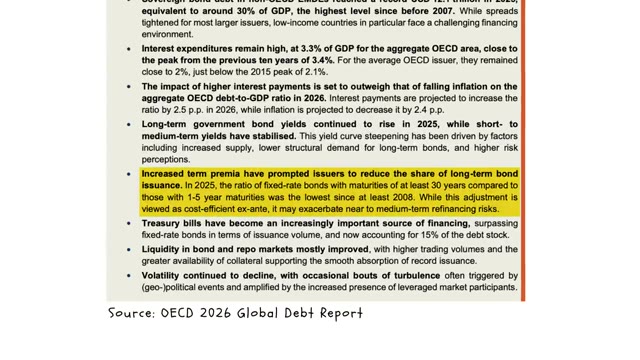 Sovereign bond debt in non-OECD EMDEs reached a record USD 12.1 trillion in 2025,
equivalent to around 30% of GDP, the highest level since before 2007. While spreads
tightened for most larger issuers, low-income countries in particular face a challenging financing
environment.
• Interest expenditures remain high, at 3.3% of GDP for the aggregate OECD area, close to
the peak from the previous ten years of 3.4%. For the average OECD issuer, they remained
close to 2%, just below the 2015 peak of 2.1%.
• The impact of higher interest payments is set to outweigh that of falling inflation on the
aggregate OECD debt-to-GDP ratio in 2026. Interest payments are projected to increase the
ratio by 2.5 p.p. in 2026, while inflation is projected to decrease it by 2.4 p.p.
• Long-term government bond yields continued to rise in 2025, while short- to
medium-term yields have stabilised. This yield curve steepening has been driven by factors
including increased supply, lower structural demand for long-term bonds, and higher risk
perceptions.
• Increased term premia have prompted issuers to reduce the share of long-term bond
issuance. In 2025, the ratio of fixed-rate bonds with maturities of at least 30 years compared to
those with 1-5 year maturities was the lowest since at least 2008. While this adjustment is
viewed as cost-efficient ex-ante, it may exacerbate near to medium-term refinancing risks.
• Treasury bills have become an increasingly important source of financing, surpassing
fixed-rate bonds in terms of issuance volume, and now accounting for 15% of the debt stock.
• Liquidity in bond and repo markets mostly improved, with higher trading volumes and the
greater availability of collateral supporting the smooth absorption of record issuance.
• Volatility continued to decline, with occasional bouts of turbulence often triggered by
(geo-)political events and amplified by the increased presence of leveraged market participants.
Source: OECD 2026 Global Debt Report